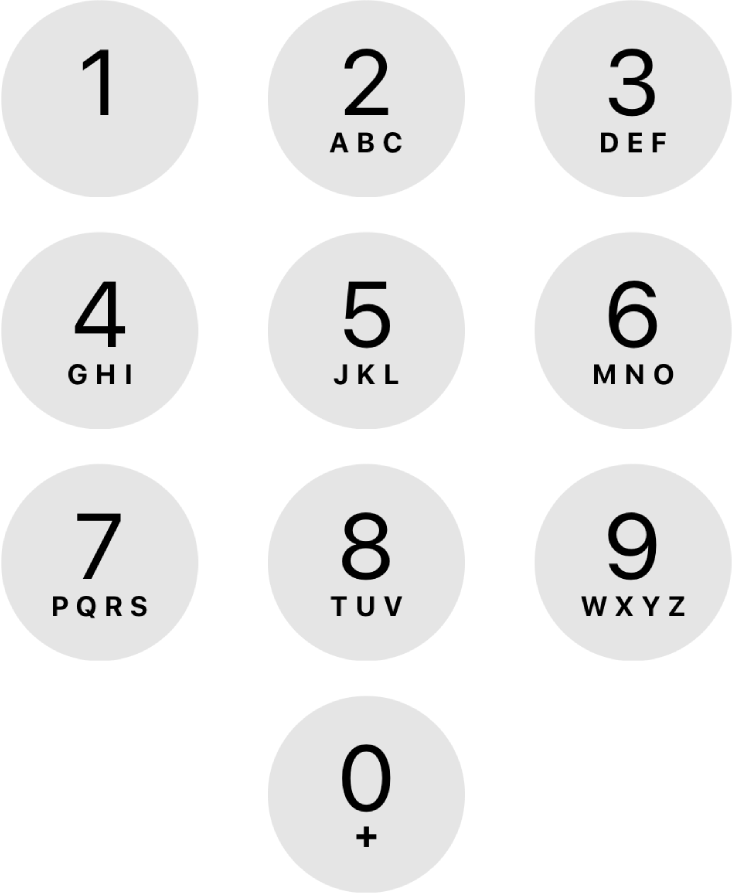 1 2 3
ABC DEF
4 5 6
GHI JKL MNO
7 8 9
PQRS TUV WXYZ
0
+